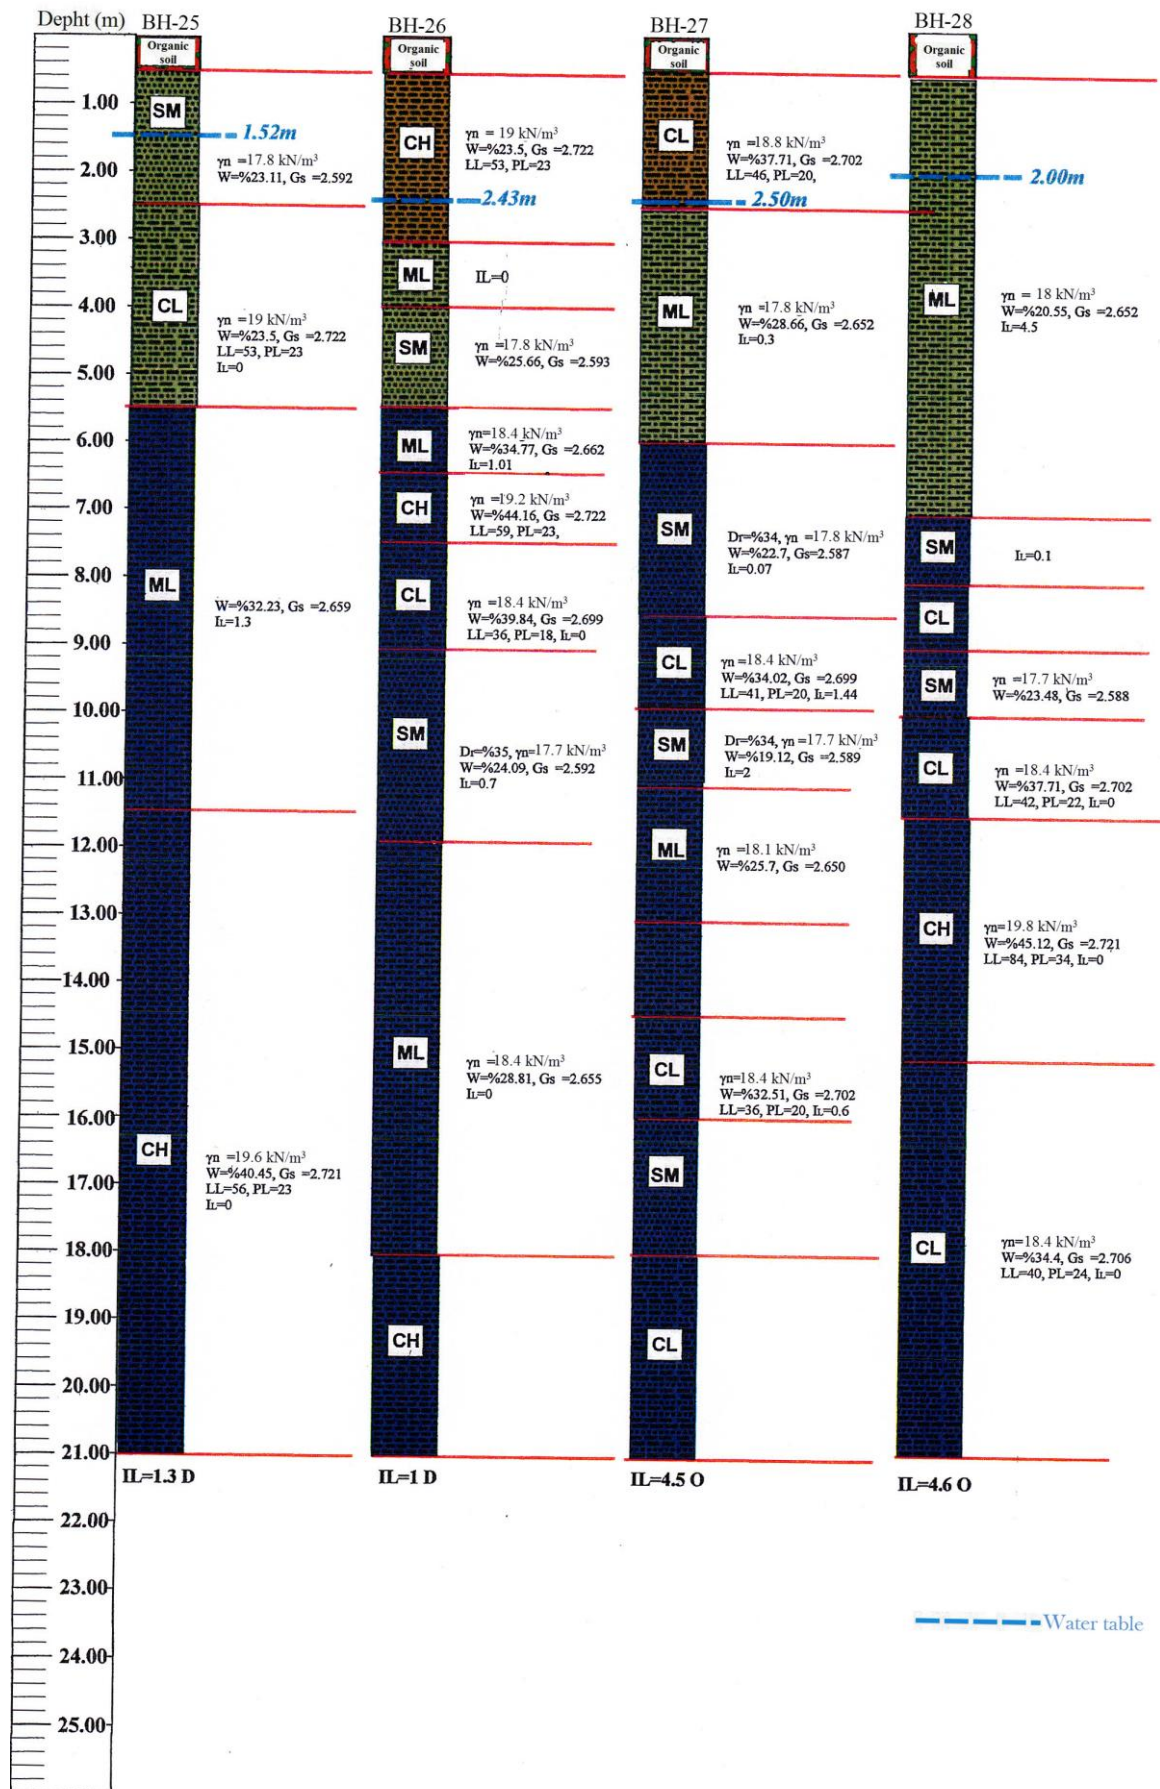 Depht (m)
BH-25
BH-26
BH-27
BH-28
Organic
soil
Organic
soil
Organic
soil
Organic
soil
1.00
2.00
3.00
4.00
5.00
6.00
7.00
8.00
9.00
10.00
11.00
12.00
13.00
14.00
15.00
16.00
17.00
18.00
19.00
20.00
21.00
22.00
23.00
24.00
25.00
SM
1.52m
γn =17.8 kN/m³
W=%23.11, Gs =2.592
CL
γn =19 kN/m³
W=%23.5, Gs =2.722
LL=53, PL=23
IL=0
ML
W=%32.23, Gs =2.659
IL=1.3
CH
γn =19.6 kN/m³
W=%40.45, Gs =2.721
LL=56, PL=23
IL=0
IL=1.3 D
CH
γn = 19 kN/m³
W=%23.5, Gs =2.722
LL=53, PL=23
2.43m
ML
IL=0
SM
γn =17.8 kN/m³
W=%25.66, Gs =2.593
ML
γn=18.4 kN/m³
W=%34.77, Gs =2.662
IL=1.01
CH
γn =19.2 kN/m³
W=%44.16, Gs =2.722
LL=59, PL=23,
CL
γn =18.4 kN/m³
W=%39.84, Gs =2.699
LL=36, PL=18, IL=0
SM
Dr=%35, γn=17.7 kN/m³
W=%24.09, Gs =2.592
IL=0.7
ML
γn =18.4 kN/m³
W=%28.81, Gs =2.655
IL=0
CH
IL=1 D
CL
γn =18.8 kN/m³
W=%37.71, Gs =2.702
LL=46, PL=20,
2.50m
ML
γn =17.8 kN/m³
W=%28.66, Gs =2.652
IL=0.3
SM
Dr=%34, γn =17.8 kN/m³
W=%22.7, Gs=2.587
IL=0.07
CL
γn=18.4 kN/m³
W=%34.02, Gs =2.699
LL=41, PL=20, IL=1.44
SM
Dr=%34, γn =17.7 kN/m³
W=%19.12, Gs =2.589
IL=2
ML
γn =18.1 kN/m³
W=%25.7, Gs =2.650
CL
γn=18.4 kN/m³
W=%32.51, Gs =2.702
LL=36, PL=20, IL=0.6
SM
CL
IL=4.5 O
2.00m
ML
γn = 18 kN/m³
W=%20.55, Gs =2.652
IL=4.5
SM
IL=0.1
CL
SM
γn =17.7 kN/m³
W=%23.48, Gs =2.588
CL
γn =18.4 kN/m³
W=%37.71, Gs =2.702
LL=42, PL=22, IL=0
CH
γn=19.8 kN/m³
W=%45.12, Gs =2.721
LL=84, PL=34, IL=0
CL
γn=18.4 kN/m³
W=%34.4, Gs =2.706
LL=40, PL=24, IL=0
IL=4.6 O
Water table